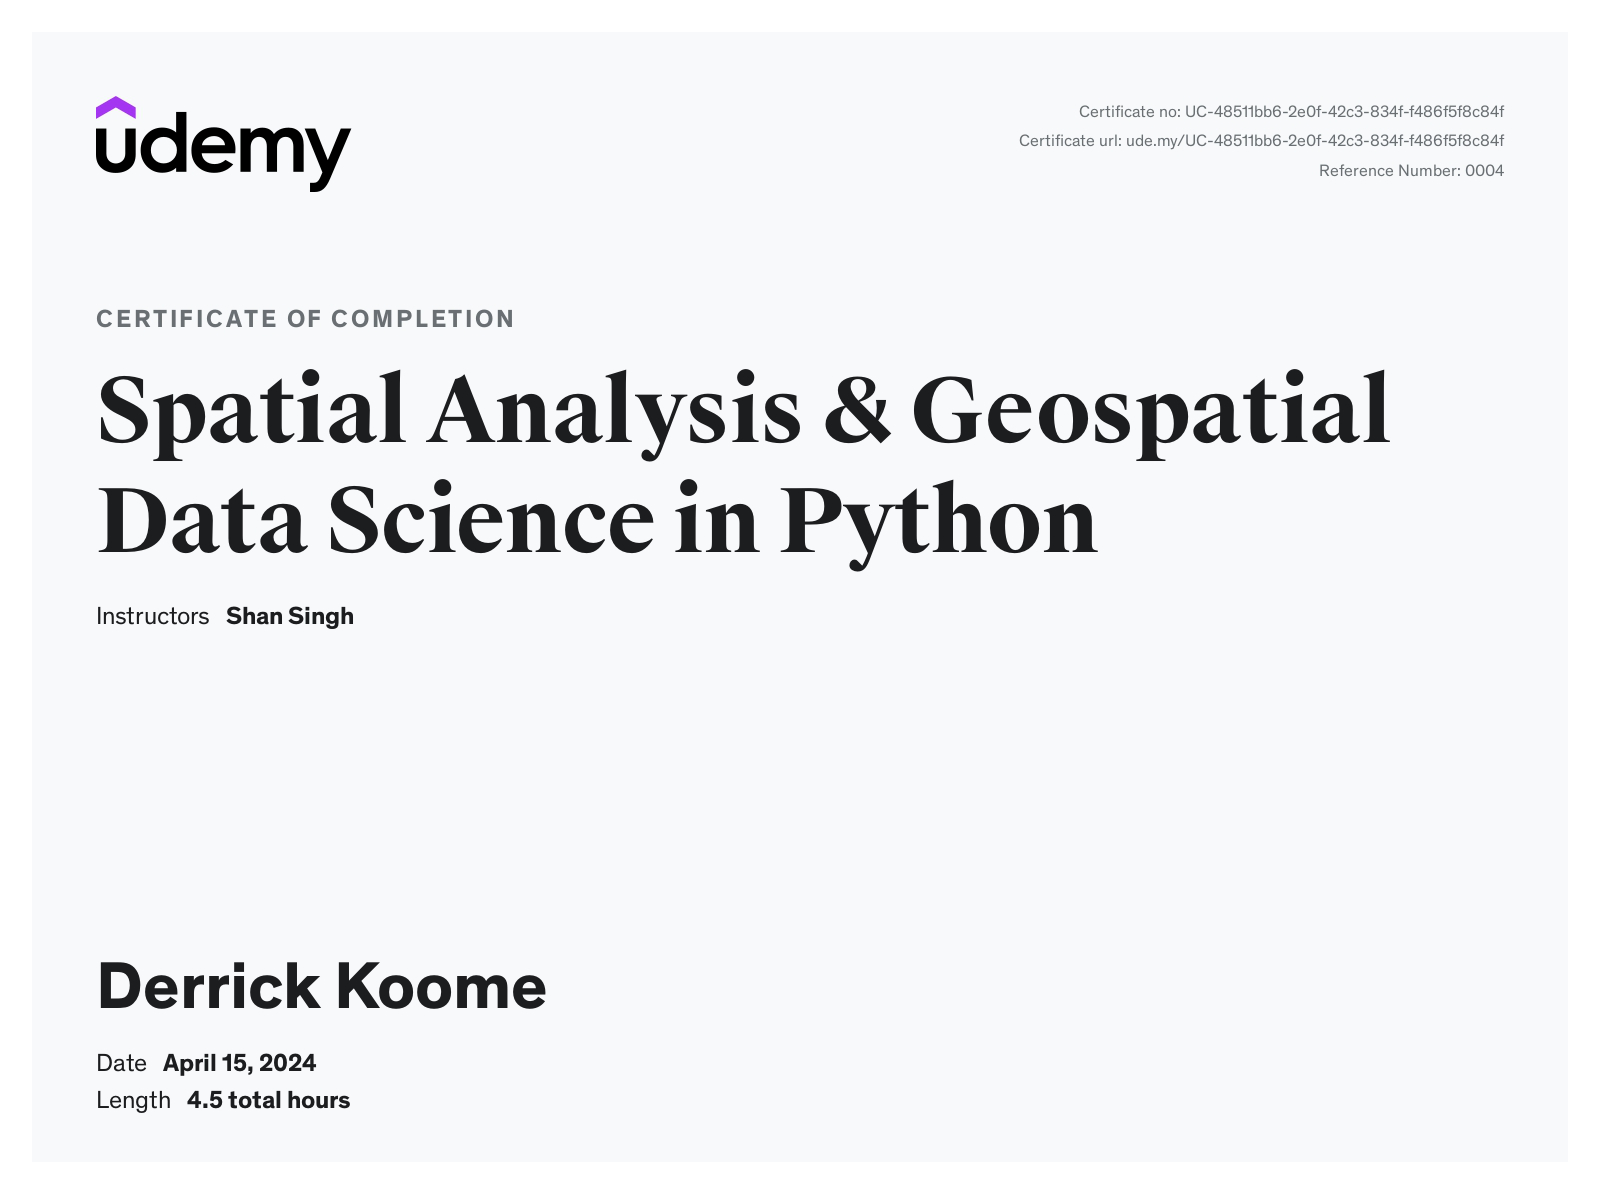 udemy
Certificate no: UC-48511bb6-2e0f-42c3-834f-f486f5f8c84f
Certificate url: ude.my/UC-48511bb6-2e0f-42c3-834f-f486f5f8c84f
Reference Number: 0004
CERTIFICATE OF COMPLETION
Spatial Analysis & Geospatial
Data Science in Python
Instructors Shan Singh
Derrick Koome
Date April 15, 2024
Length 4.5 total hours